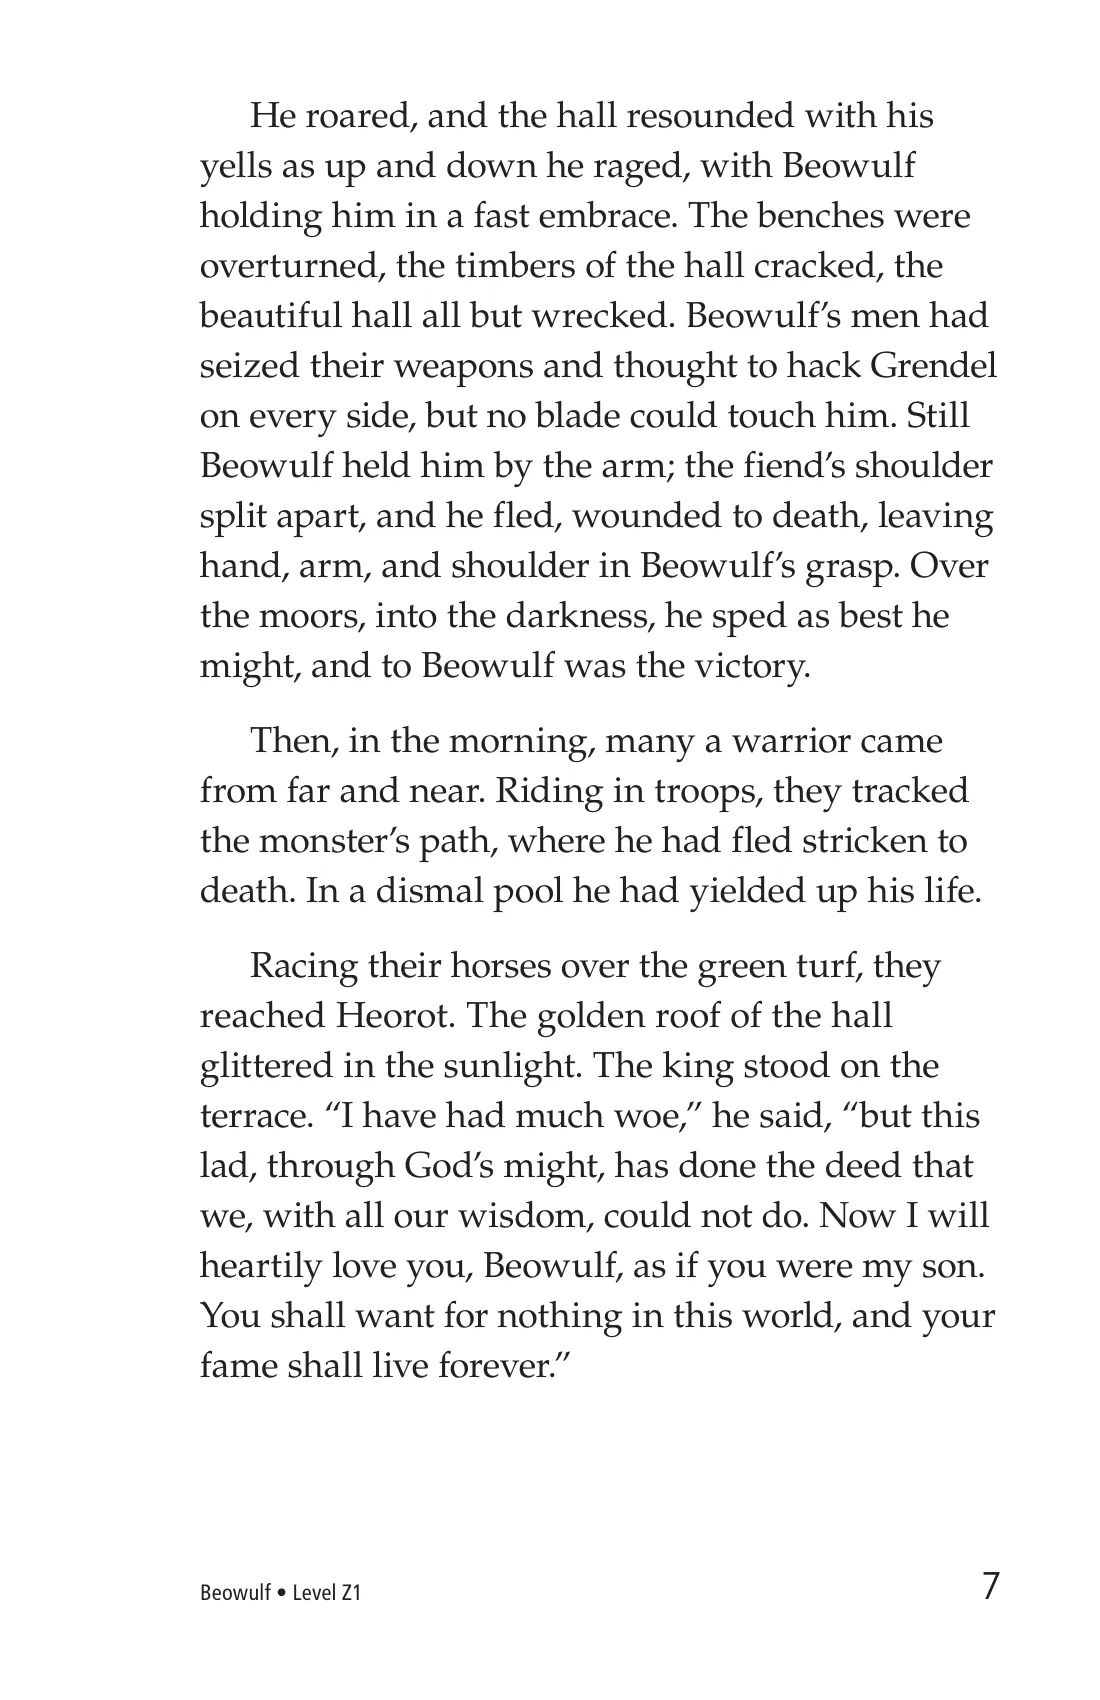 He roared, and the hall resounded with his
yells as up and down he raged, with Beowulf
holding him in a fast embrace. The benches were
overturned, the timbers of the hall cracked, the
beautiful hall all but wrecked. Beowulf’s men had
seized their weapons and thought to hack Grendel
on every side, but no blade could touch him. Still
Beowulf held him by the arm; the fiend’s shoulder
split apart, and he fled, wounded to death, leaving
hand, arm, and shoulder in Beowulf’s grasp. Over
the moors, into the darkness, he sped as best he
might, and to Beowulf was the victory.
Then, in the morning, many a warrior came
from far and near. Riding in troops, they tracked
the monster’s path, where he had fled stricken to
death. In a dismal pool he had yielded up his life.
Racing their horses over the green turf, they
reached Heorot. The golden roof of the hall
glittered in the sunlight. The king stood on the
terrace. “I have had much woe,” he said, “but this
lad, through God’s might, has done the deed that
we, with all our wisdom, could not do. Now I will
heartily love you, Beowulf, as if you were my son.
You shall want for nothing in this world, and your
fame shall live forever.”
Beowulf • Level Z1
7